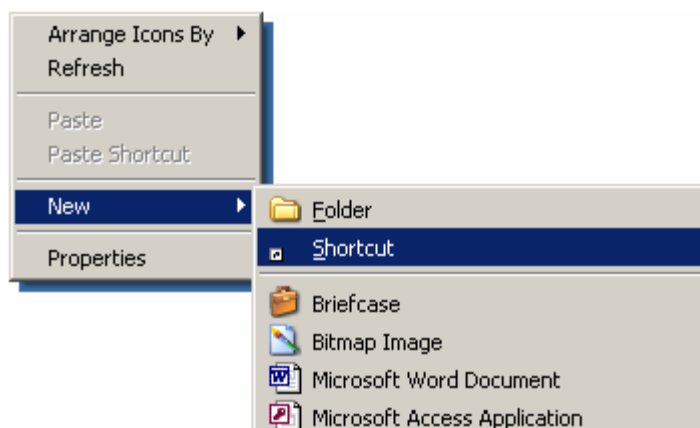 Arrange Icons By
Refresh
Paste
Paste Shortcut
New
Properties
Folder
Shortcut
Briefcase
Bitmap Image
Microsoft Word Document
Microsoft Access Application